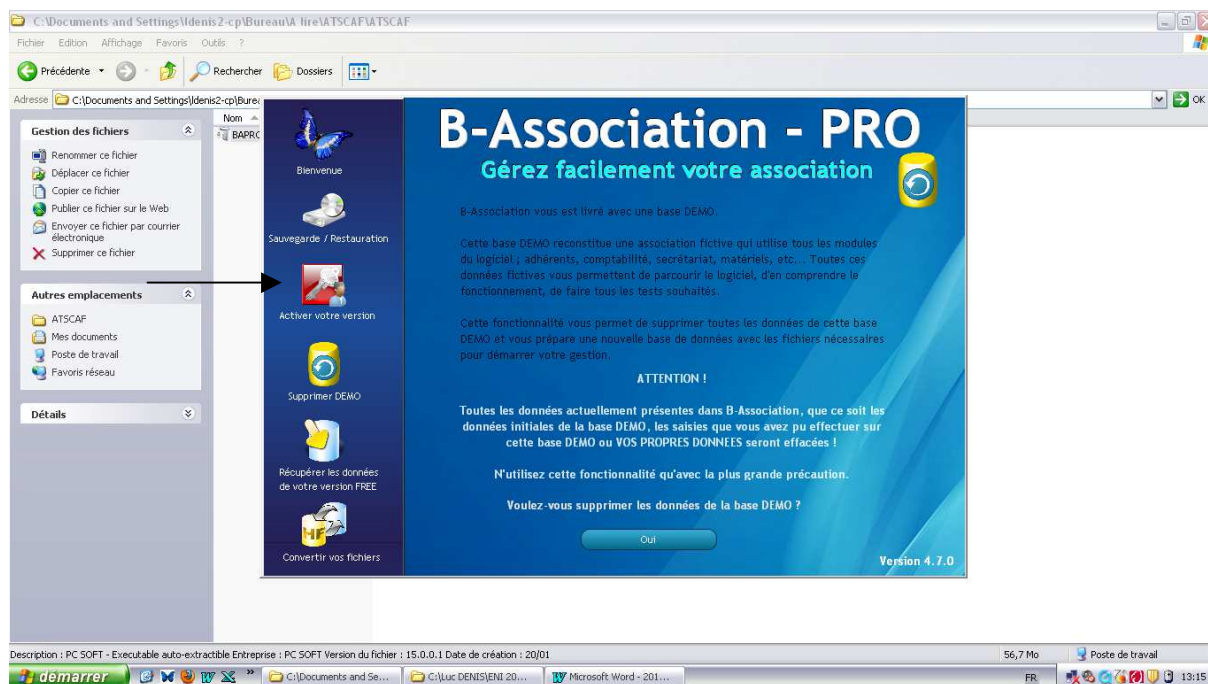 C:\Documents and Settings\ldenis2-cp\Bureau\A lire\ATSCAF\ATSCAF
Fichier Edition Affichage Favoris Outils ?
Précédente Rechercher Dossiers
Adresse C:\Documents and Settings\ldenis2-cp\Burea OK
Gestion des fichiers
Renommer ce fichier
Déplacer ce fichier
Copier ce fichier
Publier ce fichier sur le Web
Envoyer ce fichier par courrier
électronique
Supprimer ce fichier
Autres emplacements
ATSCAF
Mes documents
Poste de travail
Favoris réseau
Détails
Nom
BAPRO
Bienvenue
Sauvegarde / Restauration
Activer votre version
Supprimer DEMO
Récupérer les données
de votre version FREE
HF
Convertir vos fichiers
B-Association - PRO
Gérez facilement votre association
B-Association vous est livré avec une base DEMO.
Cette base DEMO reconstitue une association fictive qui utilise tous les modules
du logiciel ; adhérents, comptabilité, secrétariat, matériels, etc... Toutes ces
données fictives vous permettent de parcourir le logiciel, d'en comprendre le
fonctionnement, de faire tous les tests souhaités.
Cette fonctionnalité vous permet de supprimer toutes les données de cette base
DEMO et vous prépare une nouvelle base de données avec les fichiers nécessaires
pour démarrer votre gestion.
ATTENTION !
Toutes les données actuellement présentes dans B-Association, que ce soit les
données initiales de la base DEMO, les saisies que vous avez pu effectuer sur
cette base DEMO ou VOS PROPRES DONNEES seront effacées !
N'utilisez cette fonctionnalité qu'avec la plus grande précaution.
Voulez-vous supprimer les données de la base DEMO ?
Oui
Version 4.7.0
Description : PC SOFT - Executable auto-extractible Entreprise : PC SOFT Version du fichier : 15.0.0.1 Date de création : 20/01 56,7 Mo Poste de travail
démarrer C:\Documents and Se... C:\Luc DENIS\ENI 20... Microsoft Word - 201... FR 13:15